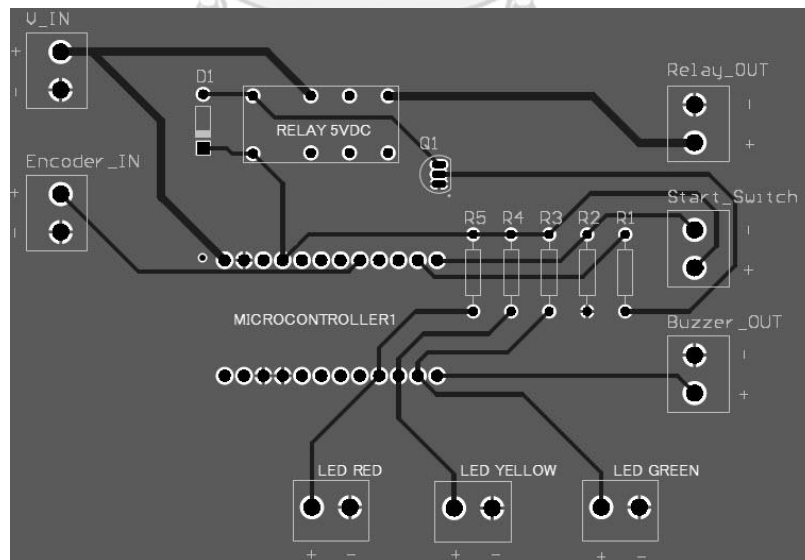 V_IN
+
-
D1
RELAY 5VDC
Relay_OUT
-
+
Q1
Encoder_IN
+
-
Start_Switch
-
+
R5 R4 R3 R2 R1
MICROCONTROLLER1
Buzzer_OUT
-
+
LED RED
LED YELLOW
LED GREEN
+ -
+ -
+ -